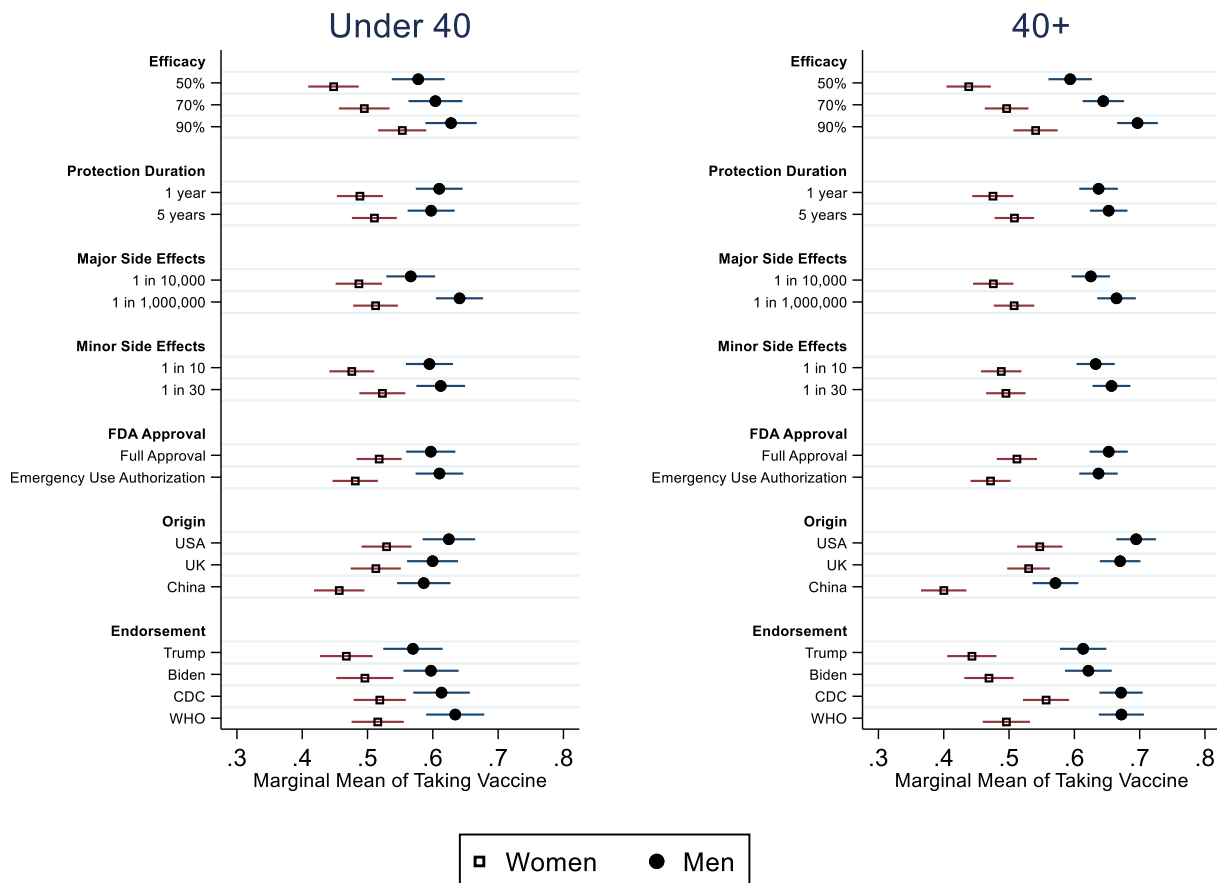 Under 40
Efficacy
50%
70%
90%
Protection Duration
1 year
5 years
Major Side Effects
1 in 10,000
1 in 1,000,000
Minor Side Effects
1 in 10
1 in 30
FDA Approval
Full Approval
Emergency Use Authorization
Origin
USA
UK
China
Endorsement
Trump
Biden
CDC
WHO
.3 .4 .5 .6 .7 .8
Marginal Mean of Taking Vaccine
40+
Efficacy
50%
70%
90%
Protection Duration
1 year
5 years
Major Side Effects
1 in 10,000
1 in 1,000,000
Minor Side Effects
1 in 10
1 in 30
FDA Approval
Full Approval
Emergency Use Authorization
Origin
USA
UK
China
Endorsement
Trump
Biden
CDC
WHO
.3 .4 .5 .6 .7 .8
Marginal Mean of Taking Vaccine
Women Men